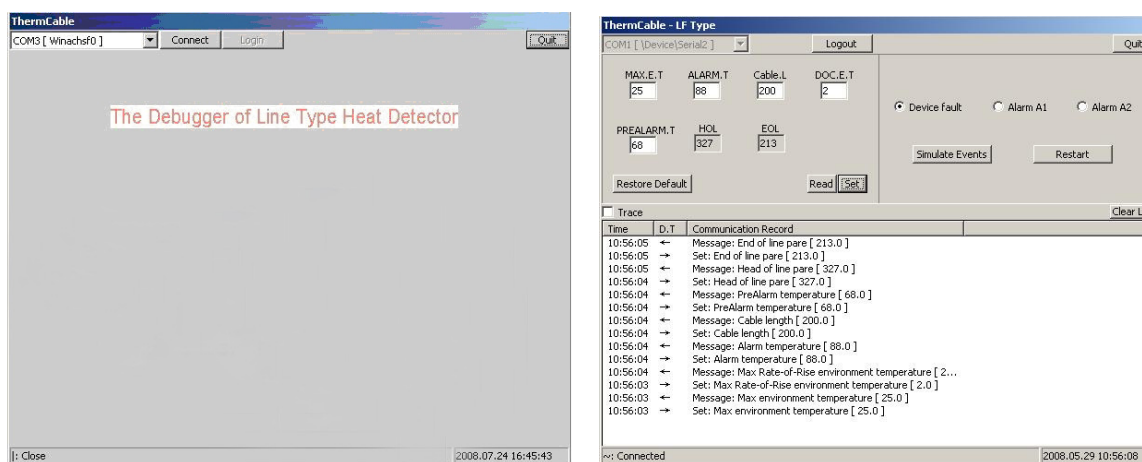 ThermCable
COM3 [ Winachsf0 ] Connect Login Quit
The Debugger of Line Type Heat Detector
|: Close 2008.07.24 16:45:43
ThermCable - LF Type
COM1 [ \Device\Serial2 ] Logout Quit
MAX.E.T ALARM.T Cable.L DOC.E.T
25 88 200 2
Device fault Alarm A1 Alarm A2
PREALARM.T HOL EOL
68 327 213
Simulate Events Restart
Restore Default Read Set
Trace Clear L
Time D.T Communication Record
10:56:05 ← Message: End of line pare [ 213.0 ]
10:56:05 → Set: End of line pare [ 213.0 ]
10:56:05 ← Message: Head of line pare [ 327.0 ]
10:56:04 → Set: Head of line pare [ 327.0 ]
10:56:04 ← Message: PreAlarm temperature [ 68.0 ]
10:56:04 → Set: PreAlarm temperature [ 68.0 ]
10:56:04 ← Message: Cable length [ 200.0 ]
10:56:04 → Set: Cable length [ 200.0 ]
10:56:04 ← Message: Alarm temperature [ 88.0 ]
10:56:04 → Set: Alarm temperature [ 88.0 ]
10:56:04 ← Message: Max Rate-of-Rise environment temperature [ 2...
10:56:03 → Set: Max Rate-of-Rise environment temperature [ 2.0 ]
10:56:03 ← Message: Max environment temperature [ 25.0 ]
10:56:03 → Set: Max environment temperature [ 25.0 ]
~: Connected 2008.05.29 10:56:08